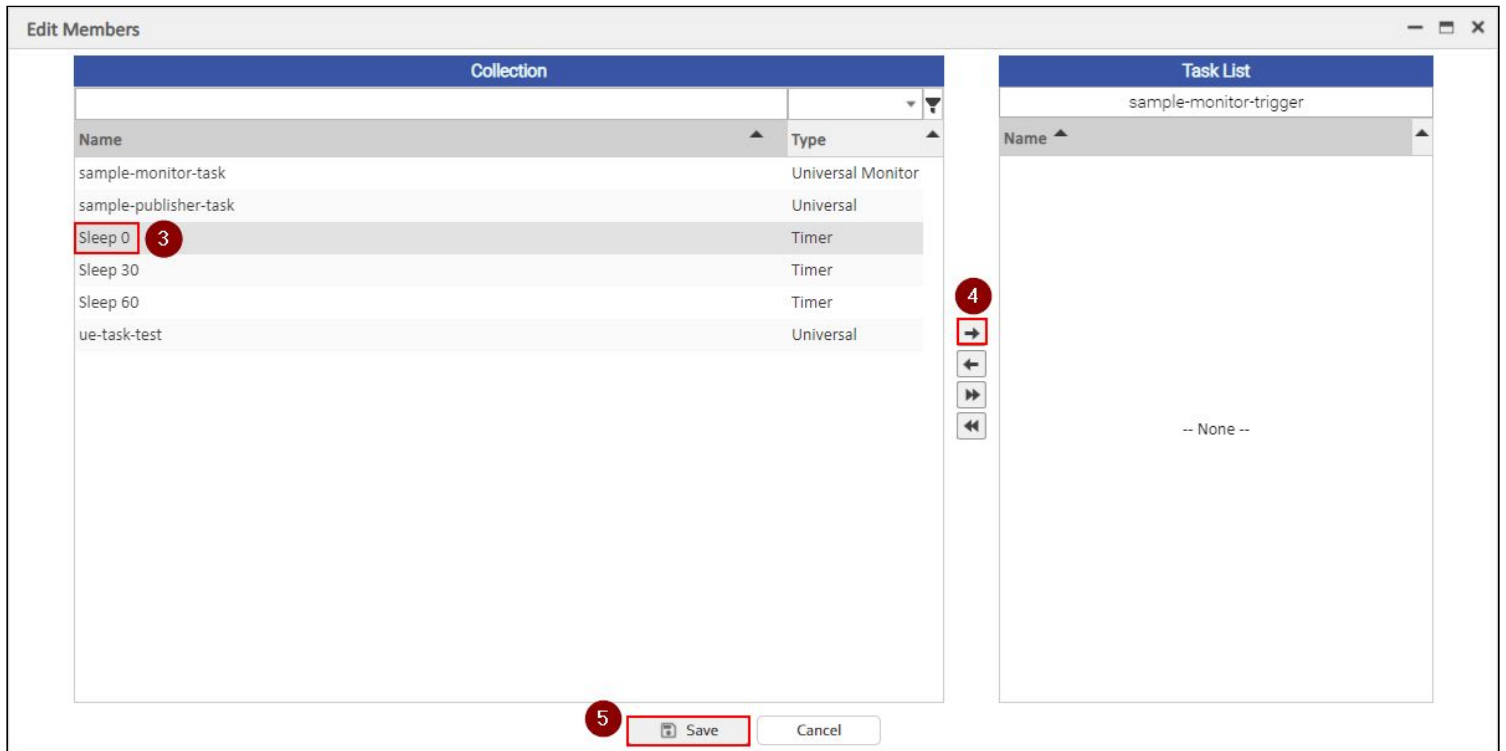 Edit Members
Collection
Task List
sample-monitor-trigger
Name Type
Name
sample-monitor-task Universal Monitor
sample-publisher-task Universal
Sleep 0 3 Timer
Sleep 30 Timer
Sleep 60 Timer
4
ue-task-test Universal
-- None --
5 Save Cancel